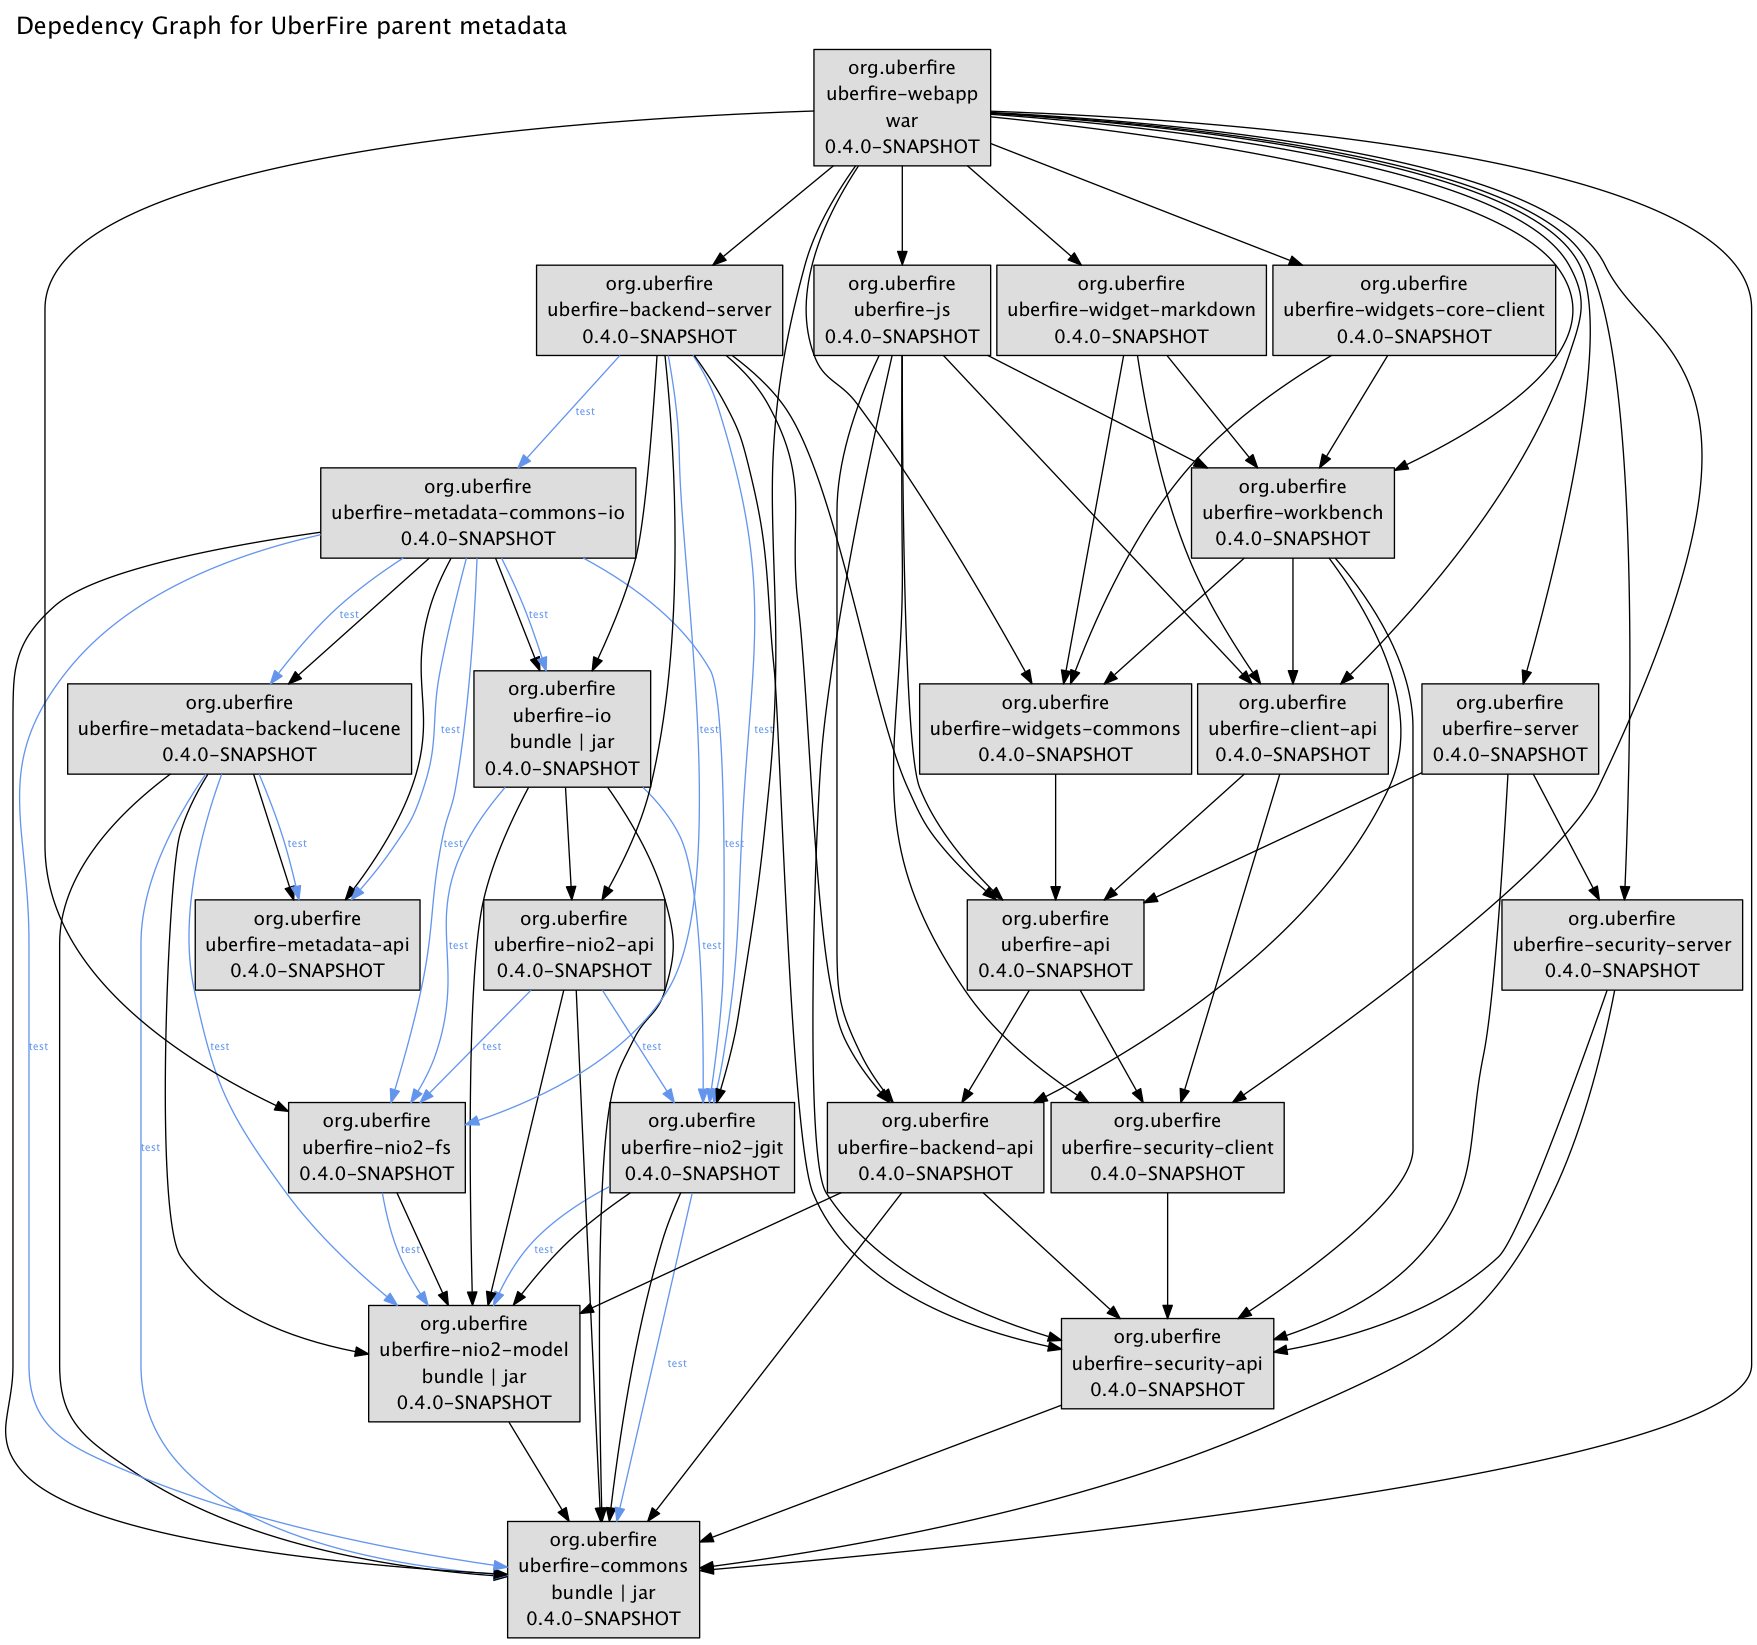 Depedency Graph for UberFire parent metadata
org.uberfire
uberfire-webapp
war
0.4.0-SNAPSHOT
org.uberfire
uberfire-backend-server
0.4.0-SNAPSHOT
org.uberfire
uberfire-js
0.4.0-SNAPSHOT
org.uberfire
uberfire-widget-markdown
0.4.0-SNAPSHOT
org.uberfire
uberfire-widgets-core-client
0.4.0-SNAPSHOT
test
org.uberfire
uberfire-metadata-commons-io
0.4.0-SNAPSHOT
org.uberfire
uberfire-workbench
0.4.0-SNAPSHOT
test
test
org.uberfire
uberfire-metadata-backend-lucene
0.4.0-SNAPSHOT
test
org.uberfire
uberfire-io
bundle | jar
0.4.0-SNAPSHOT
test
test
org.uberfire
uberfire-widgets-commons
0.4.0-SNAPSHOT
org.uberfire
uberfire-client-api
0.4.0-SNAPSHOT
org.uberfire
uberfire-server
0.4.0-SNAPSHOT
test
test
test
org.uberfire
uberfire-metadata-api
0.4.0-SNAPSHOT
test
org.uberfire
uberfire-nio2-api
0.4.0-SNAPSHOT
test
org.uberfire
uberfire-api
0.4.0-SNAPSHOT
org.uberfire
uberfire-security-server
0.4.0-SNAPSHOT
test
test
test
test
test
org.uberfire
uberfire-nio2-fs
0.4.0-SNAPSHOT
org.uberfire
uberfire-nio2-jgit
0.4.0-SNAPSHOT
org.uberfire
uberfire-backend-api
0.4.0-SNAPSHOT
org.uberfire
uberfire-security-client
0.4.0-SNAPSHOT
test
test
test
org.uberfire
uberfire-nio2-model
bundle | jar
0.4.0-SNAPSHOT
test
org.uberfire
uberfire-security-api
0.4.0-SNAPSHOT
org.uberfire
uberfire-commons
bundle | jar
0.4.0-SNAPSHOT